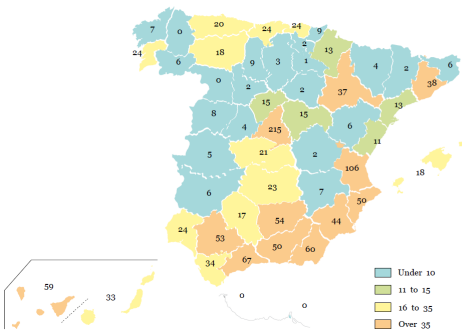 7 0 20 24 24 9
24 6 18 9 3 2 1 13 4 2 6
0 2 2 37 38
8 4 15 15 6 13
215 11
5 21 2 106 18
6 23 7 50
24 17 54 44
53 50 60
34 67
59 33
0 0
Under 10
11 to 15
16 to 35
Over 35